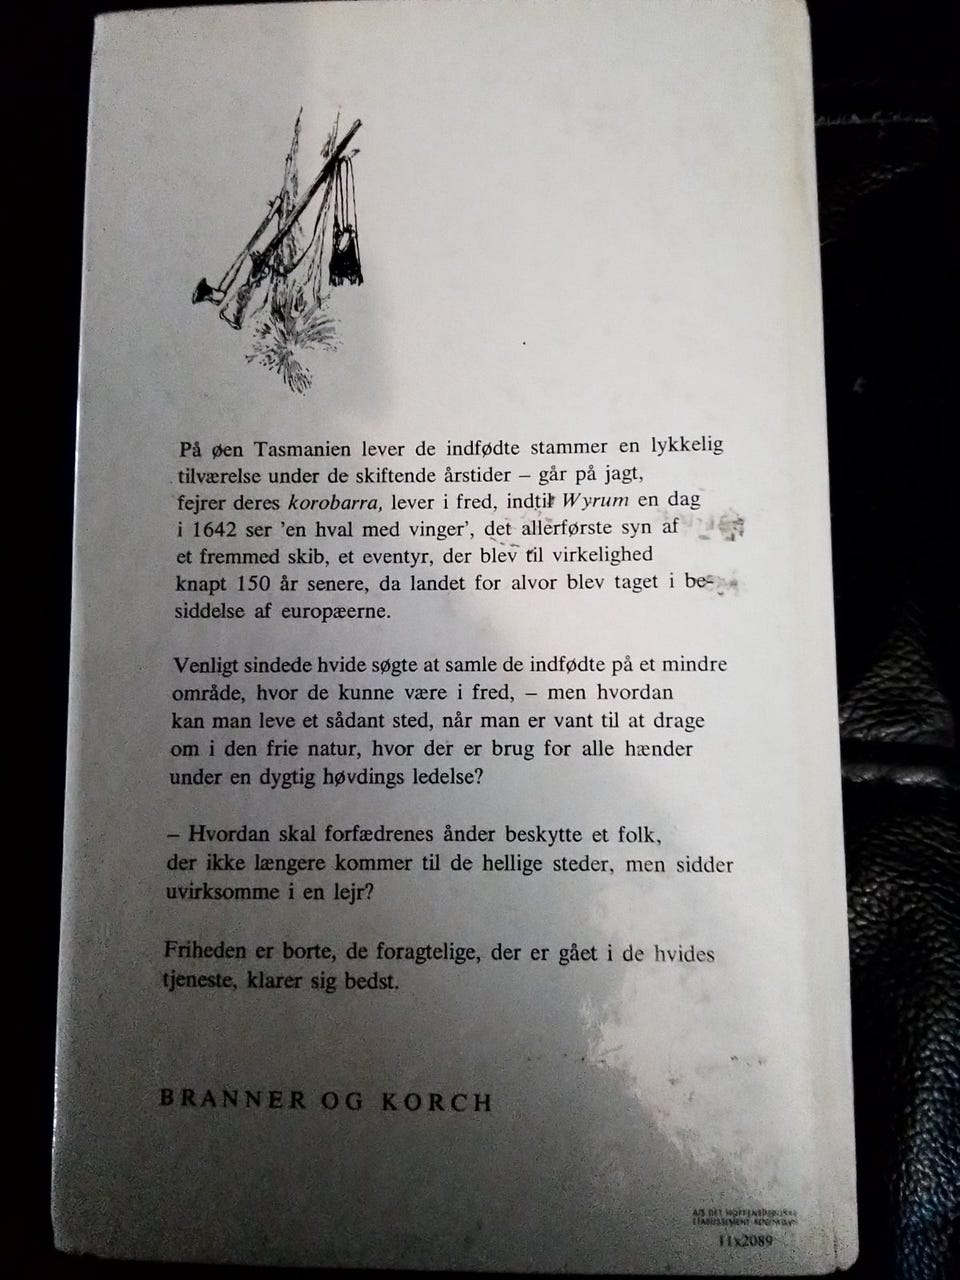 På øen Tasmanien lever de indfødte stammer en lykkelig
tilværelse under de skiftende årstider – går på jagt,
fejrer deres korobarra, lever i fred, indtil Wyrum en dag
i 1642 ser 'en hval med vinger', det allerførste syn af
et fremmed skib, et eventyr, der blev til virkelighed
knapt 150 år senere, da landet for alvor blev taget i be-
siddelse af europæerne.
Venligt sindede hvide søgte at samle de indfødte på et mindre
område, hvor de kunne være i fred, – men hvordan
kan man leve et sådant sted, når man er vant til at drage
om i den frie natur, hvor der er brug for alle hænder
under en dygtig høvdings ledelse?
– Hvordan skal forfædrenes ånder beskytte et folk,
der ikke længere kommer til de hellige steder, men sidder
uvirksomme i en lejr?
Friheden er borte, de foragtelige, der er gået i de hvides
tjeneste, klarer sig bedst.
BRANNER OG KORCH
A/S DET HOFFENSBERGSKE
ETABLISSEMENT KØBENHAVN
11x2089